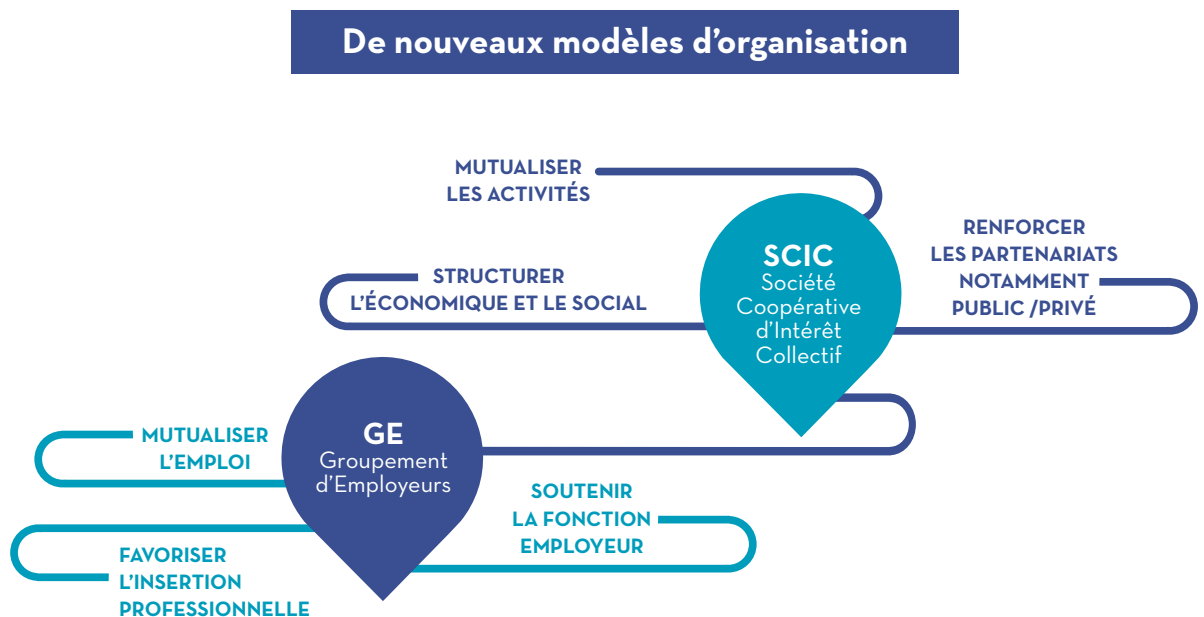 De nouveaux modèles d'organisation
MUTUALISER
LES ACTIVITÉS
SCIC
Société
Coopérative
d'Intérêt
Collectif
RENFORCER
LES PARTENARIATS
NOTAMMENT
PUBLIC /PRIVÉ
STRUCTURER
L'ÉCONOMIQUE ET LE SOCIAL
GE
Groupement
d'Employeurs
MUTUALISER
L'EMPLOI
SOUTENIR
LA FONCTION
EMPLOYEUR
FAVORISER
L'INSERTION
PROFESSIONNELLE